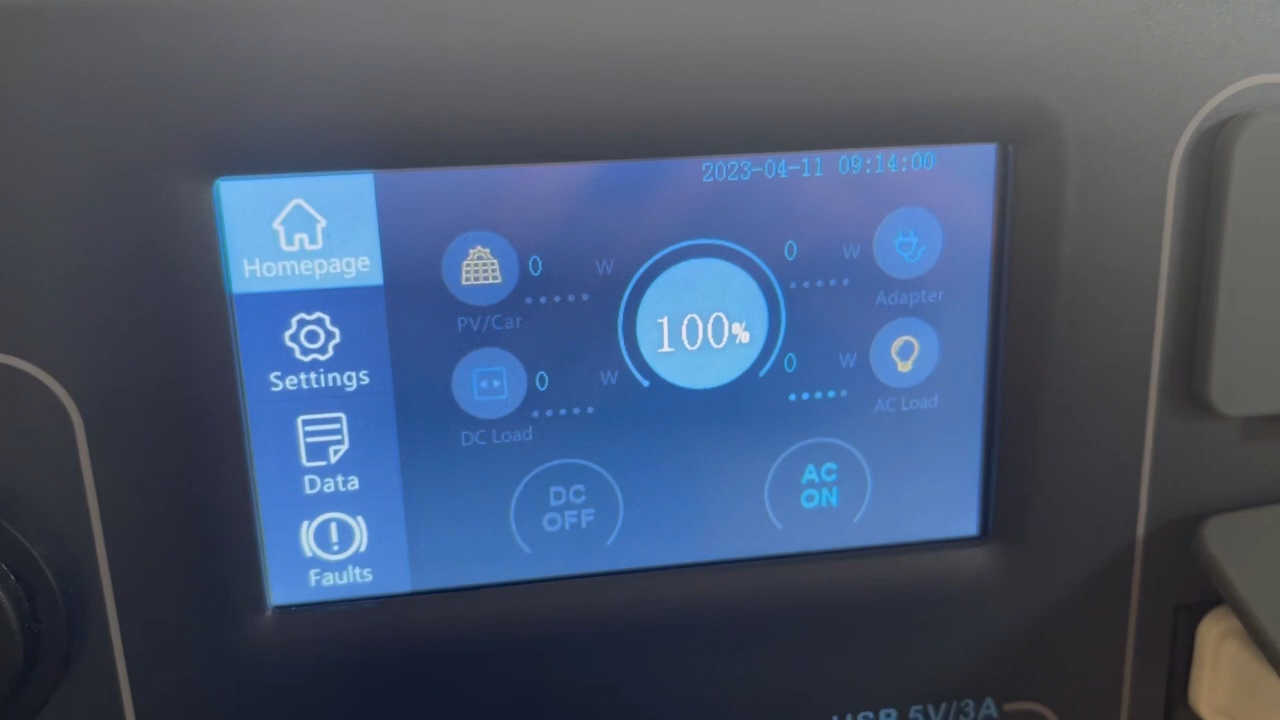 2023-04-11 09:14:00
Homepage
Settings
Data
Faults
0 W
PV/Car
0 W
DC Load
100%
0 W
Adapter
0 W
AC Load
DC
OFF
AC
ON
USB 5V/3A